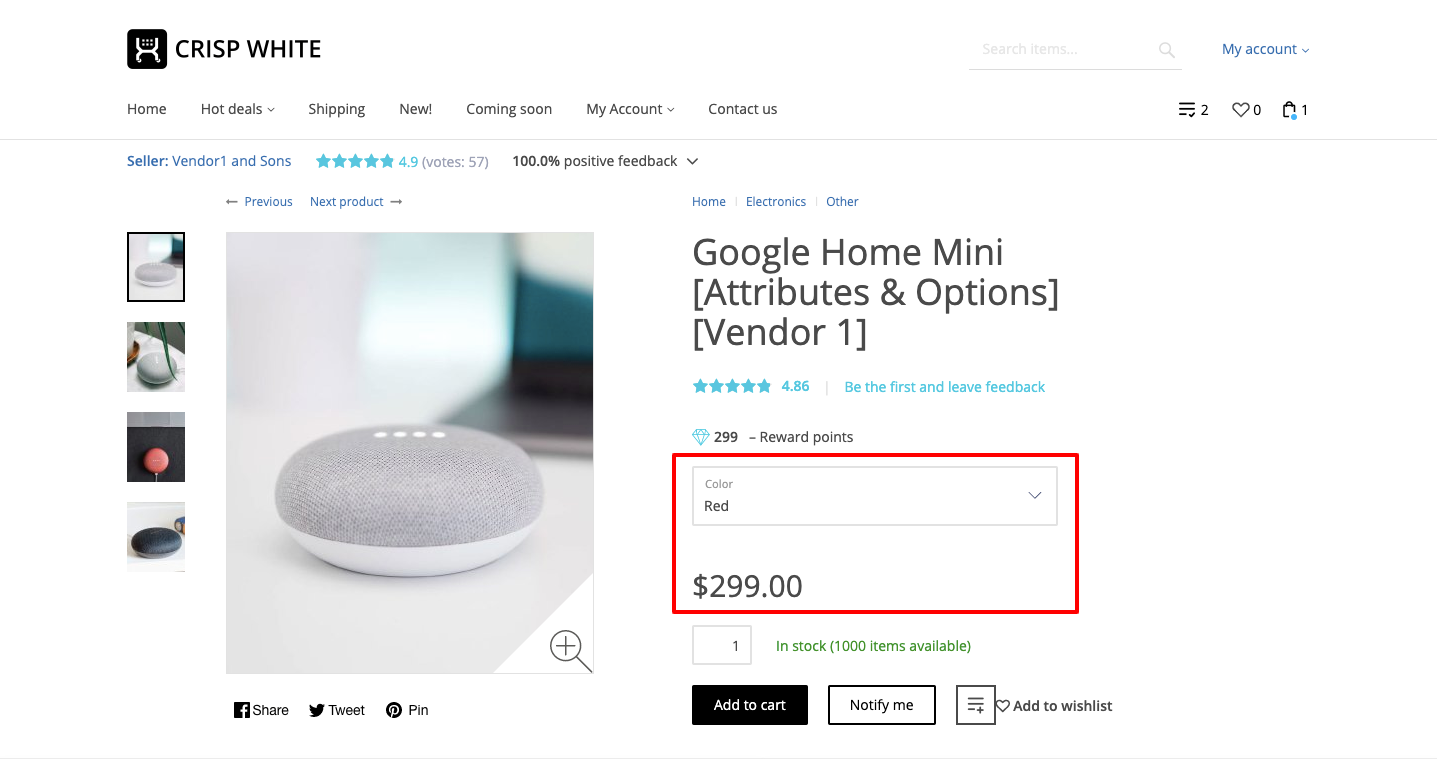 CRISP WHITE
Search items...
My account
Home
Hot deals
Shipping
New!
Coming soon
My Account
Contact us
2
0
1
Seller: Vendor1 and Sons
4.9 (votes: 57)
100.0% positive feedback
Previous
Next product
Home
Electronics
Other
Google Home Mini
[Attributes & Options]
[Vendor 1]
4.86
Be the first and leave feedback
299 – Reward points
Color
Red
$299.00
1
In stock (1000 items available)
Add to cart
Notify me
Add to wishlist
Share
Tweet
Pin